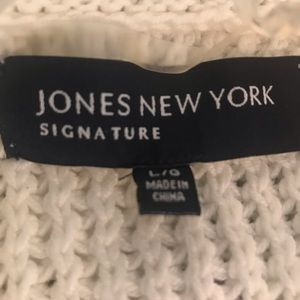 JONES NEW YORK
SIGNATURE
L/G
MADE IN
CHINA